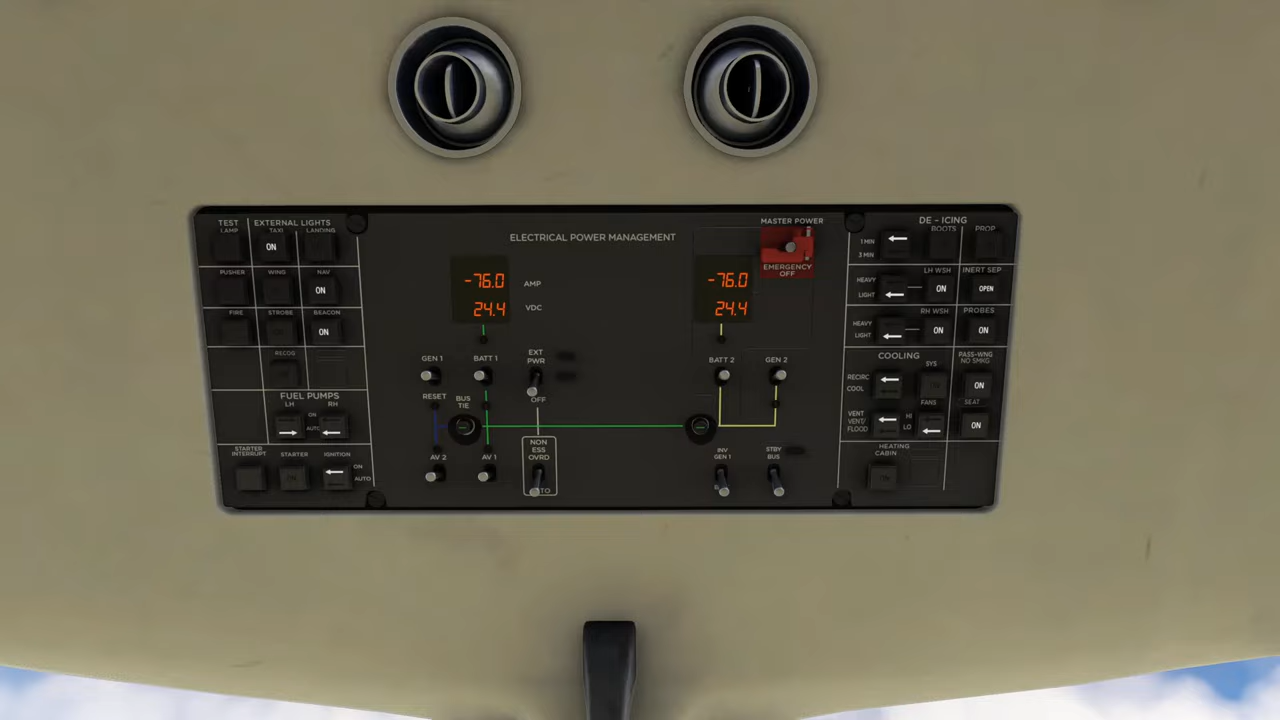 TEST
LAMP
EXTERNAL LIGHTS
TAXI
LANDING
ON
PUSHER
WING
NAV
ON
FIRE
STROBE
BEACON
ON
RECOG
FUEL PUMPS
LH
RH
ON
AUTO
STARTER
INTERRUPT
STARTER
IGNITION
ON
AUTO
ELECTRICAL POWER MANAGEMENT
-76.0
AMP
24.4
VDC
-76.0
24.4
MASTER POWER
EMERGENCY
OFF
GEN 1
BATT 1
EXT
PWR
OFF
BATT 2
GEN 2
RESET
BUS
TIE
NON
ESS
OVRD
AV 2
AV 1
INV
GEN 1
STBY
BUS
DE - ICING
BOOTS
PROP
1 MIN
3 MIN
HEAVY
LIGHT
LH WSH
ON
INERT SEP
OPEN
HEAVY
LIGHT
RH WSH
ON
PROBES
ON
COOLING
SYS
PASS-WNG
NO SMKG
RECIRC
COOL
ON
FANS
SEAT
VENT
VENT/
FLOOD
HI
LO
ON
HEATING
CABIN